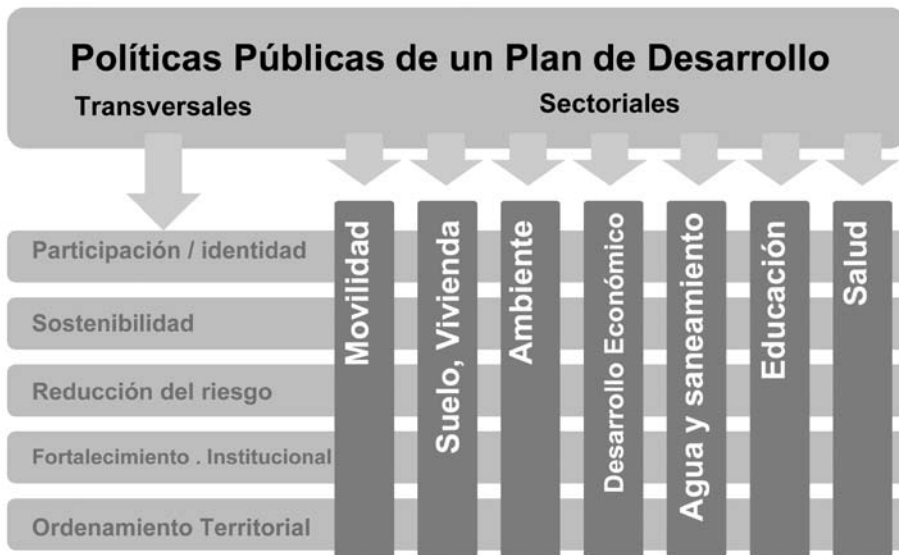 Políticas Públicas de un Plan de Desarrollo
Transversales
Sectoriales
Participación / identidad
Sostenibilidad
Reducción del riesgo
Fortalecimiento . Institucional
Ordenamiento Territorial
Movilidad
Suelo, Vivienda
Ambiente
Desarrollo Económico
Agua y saneamiento
Educación
Salud